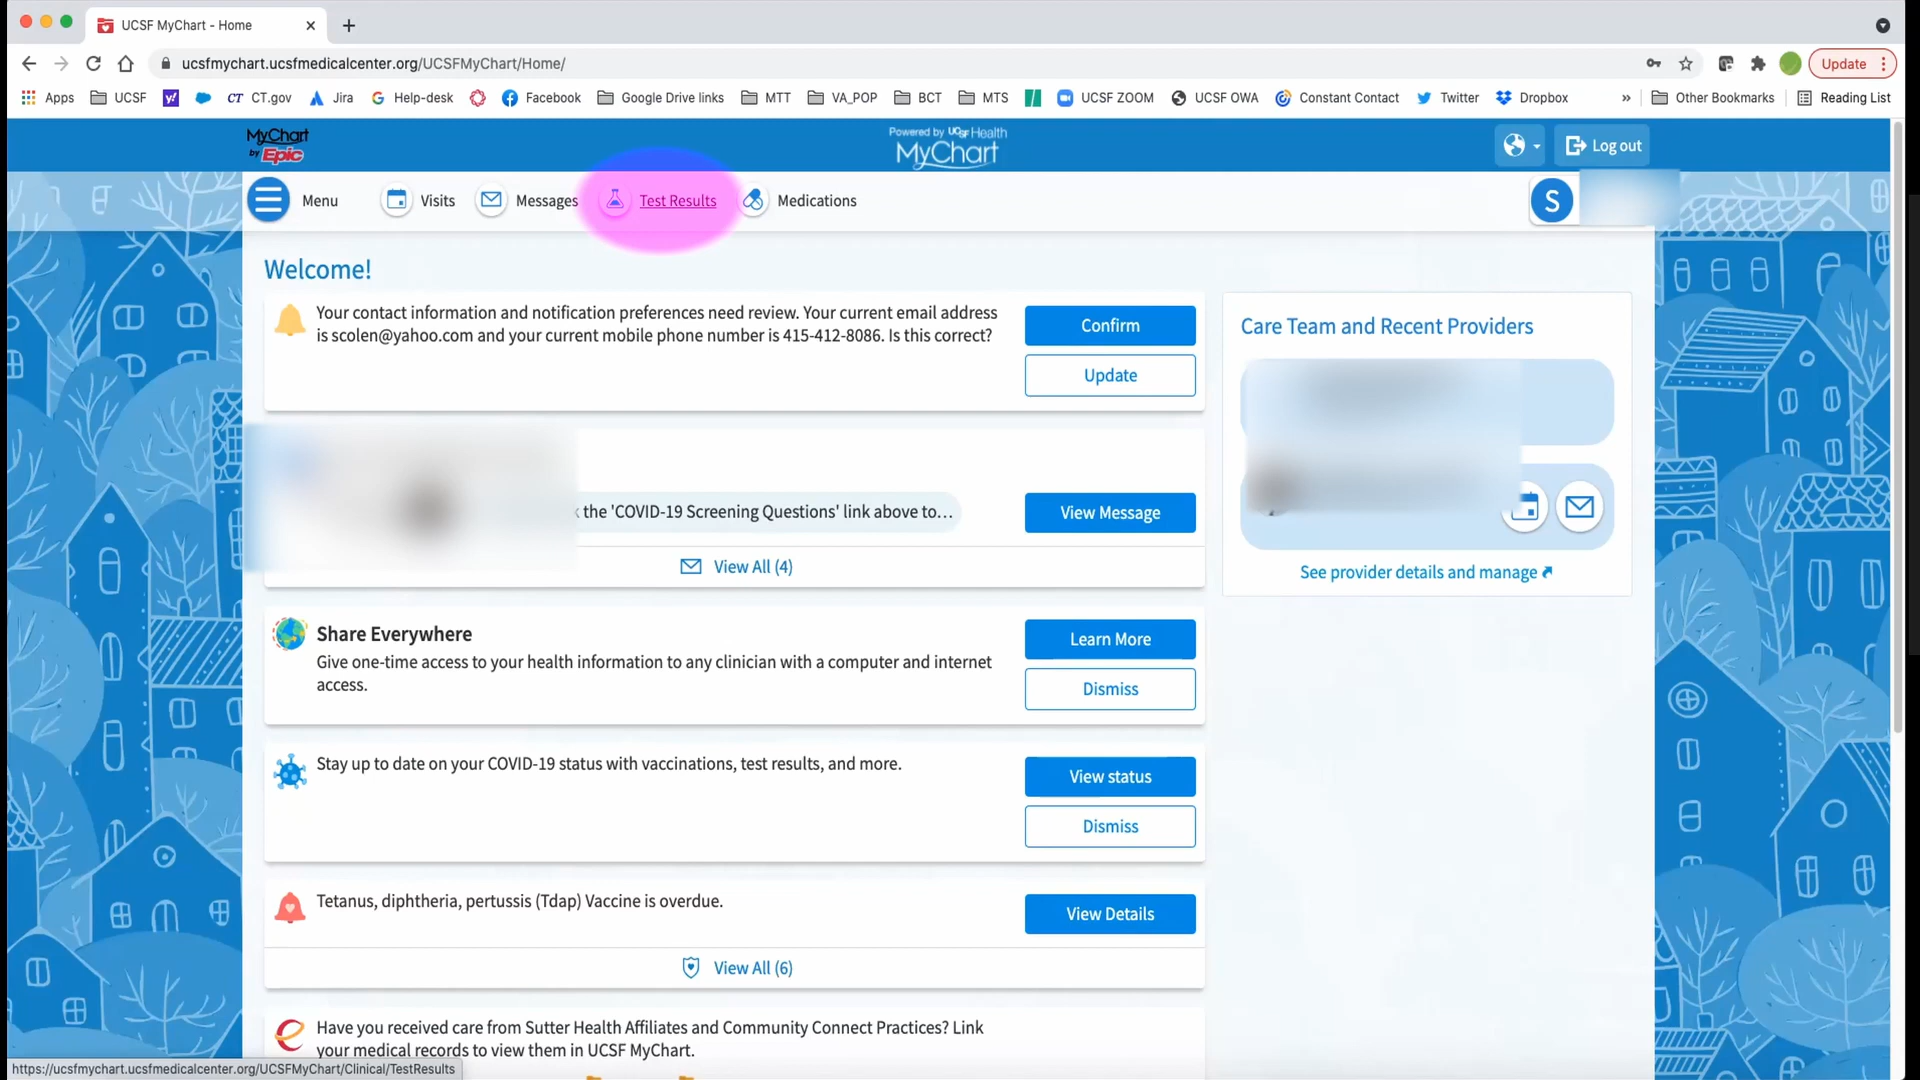 UCSF MyChart - Home
ucsfmychart.ucsfmedicalcenter.org/UCSFMyChart/Home/
Update
Apps UCSF CT CT.gov Jira Help-desk Facebook Google Drive links MTT VA_POP BCT MTS UCSF ZOOM UCSF OWA Constant Contact Twitter Dropbox » Other Bookmarks Reading List
MyChart
by Epic
Powered by UCSF Health
MyChart
Log out
Menu Visits Messages Test Results Medications
S
Welcome!
Your contact information and notification preferences need review. Your current email address
is scolen@yahoo.com and your current mobile phone number is 415-412-8086. Is this correct?
Confirm
Update
the 'COVID-19 Screening Questions' link above to...
View Message
View All (4)
Share Everywhere
Give one-time access to your health information to any clinician with a computer and internet
access.
Learn More
Dismiss
Stay up to date on your COVID-19 status with vaccinations, test results, and more.
View status
Dismiss
Tetanus, diphtheria, pertussis (Tdap) Vaccine is overdue.
View Details
View All (6)
Have you received care from Sutter Health Affiliates and Community Connect Practices? Link
your medical records to view them in UCSF MyChart.
Care Team and Recent Providers
See provider details and manage
https://ucsfmychart.ucsfmedicalcenter.org/UCSFMyChart/Clinical/TestResults